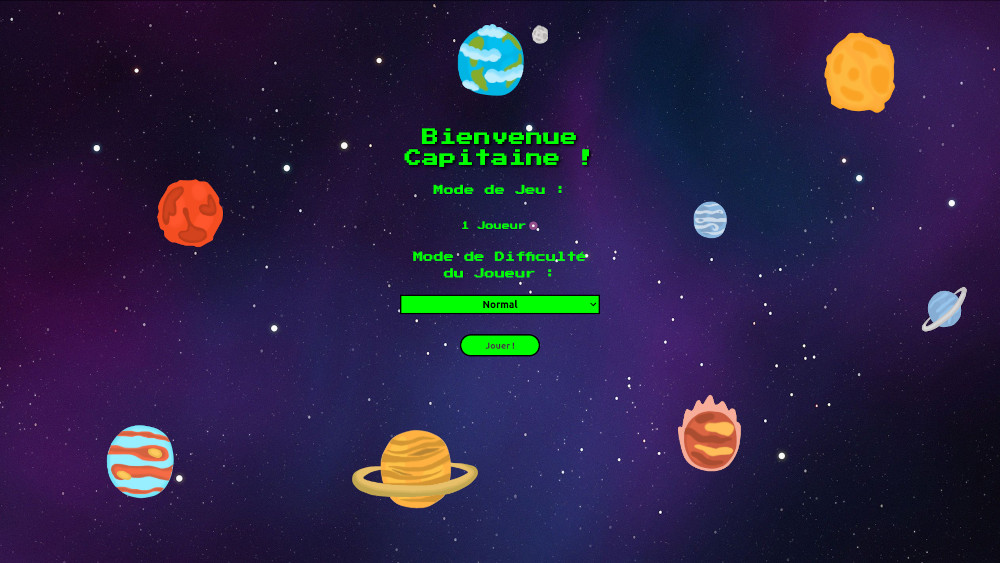 Bienvenue
Capitaine !
Mode de Jeu :
1 Joueur
Mode de Difficulté
du Joueur :
Normal
Jouer !